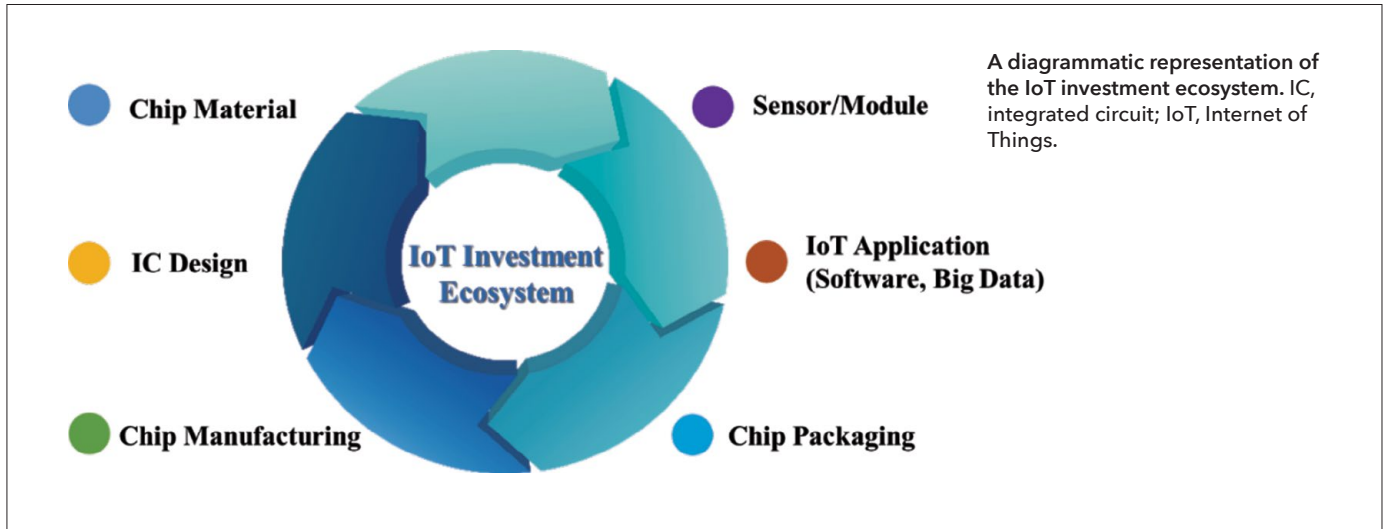 Chip Material
IC Design
Chip Manufacturing
IoT Investment
Ecosystem
Sensor/Module
IoT Application
(Software, Big Data)
Chip Packaging
A diagrammatic representation of
the IoT investment ecosystem. IC,
integrated circuit; IoT, Internet of
Things.